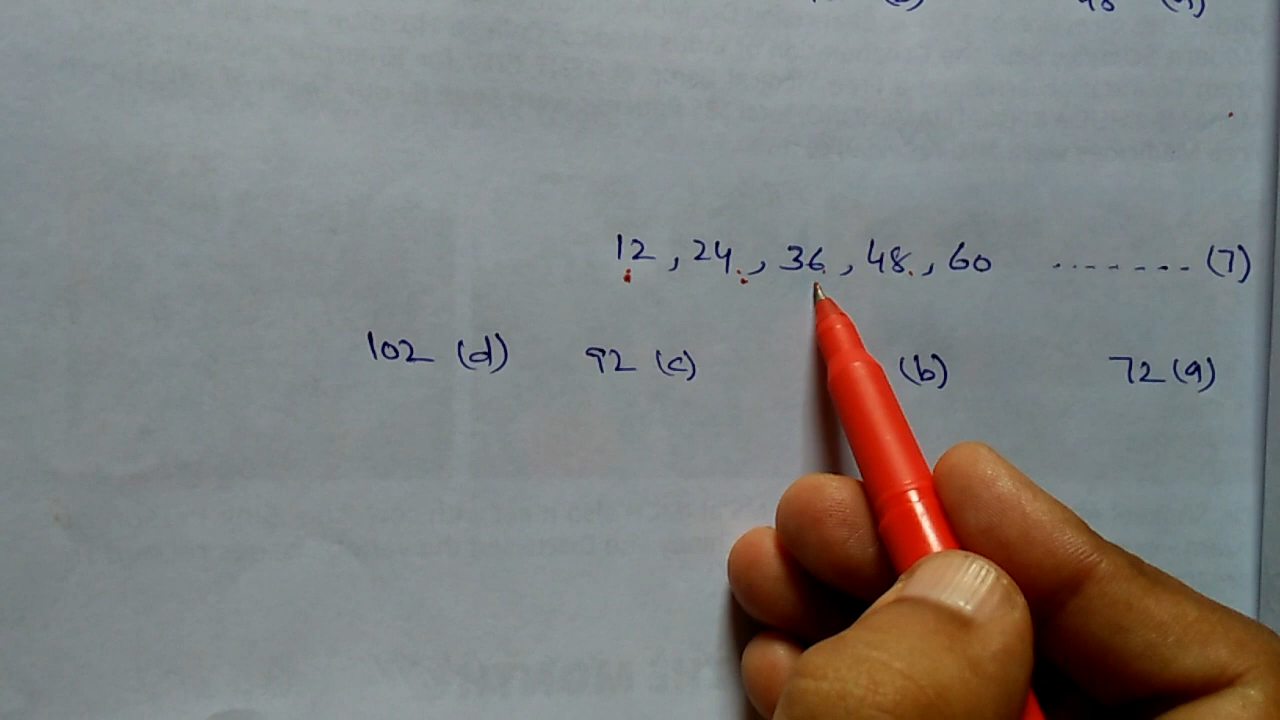 12, 24, 36, 48, 60 ........ (7)
102 (d) 92 (c) (b) 72 (a)